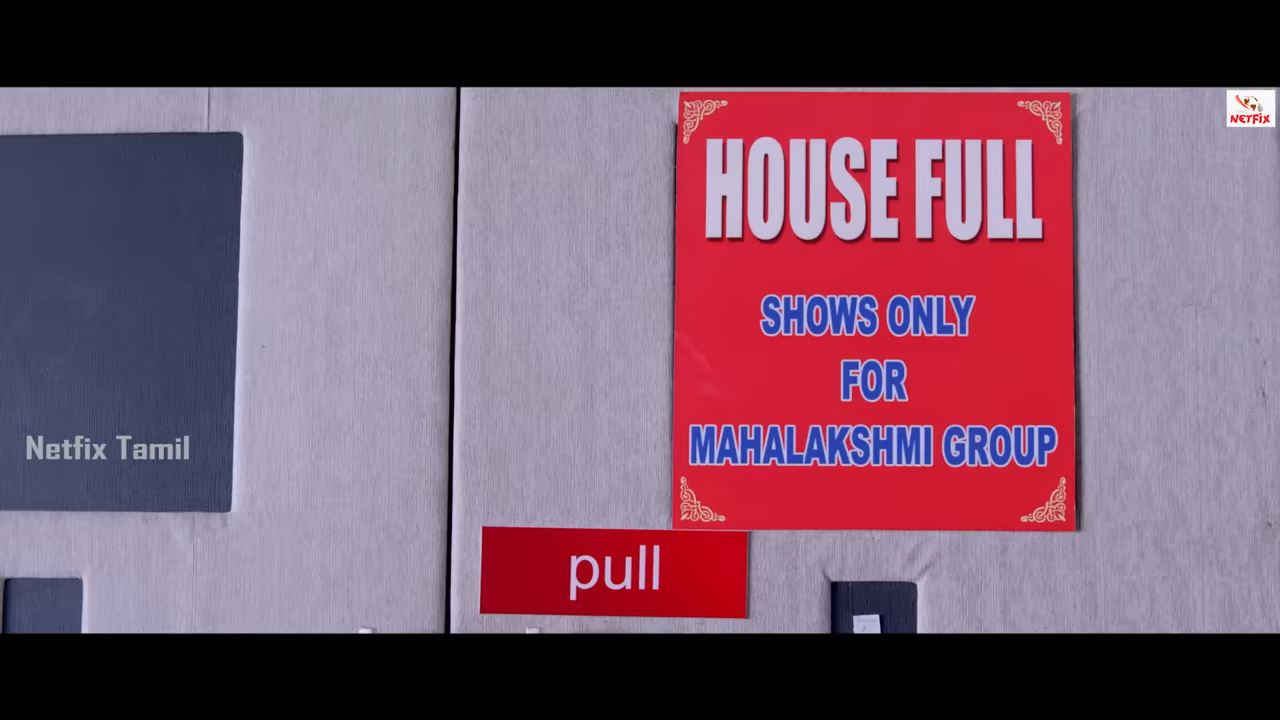 NETFIX
HOUSE FULL
SHOWS ONLY
FOR
MAHALAKSHMI GROUP
Netfix Tamil
pull